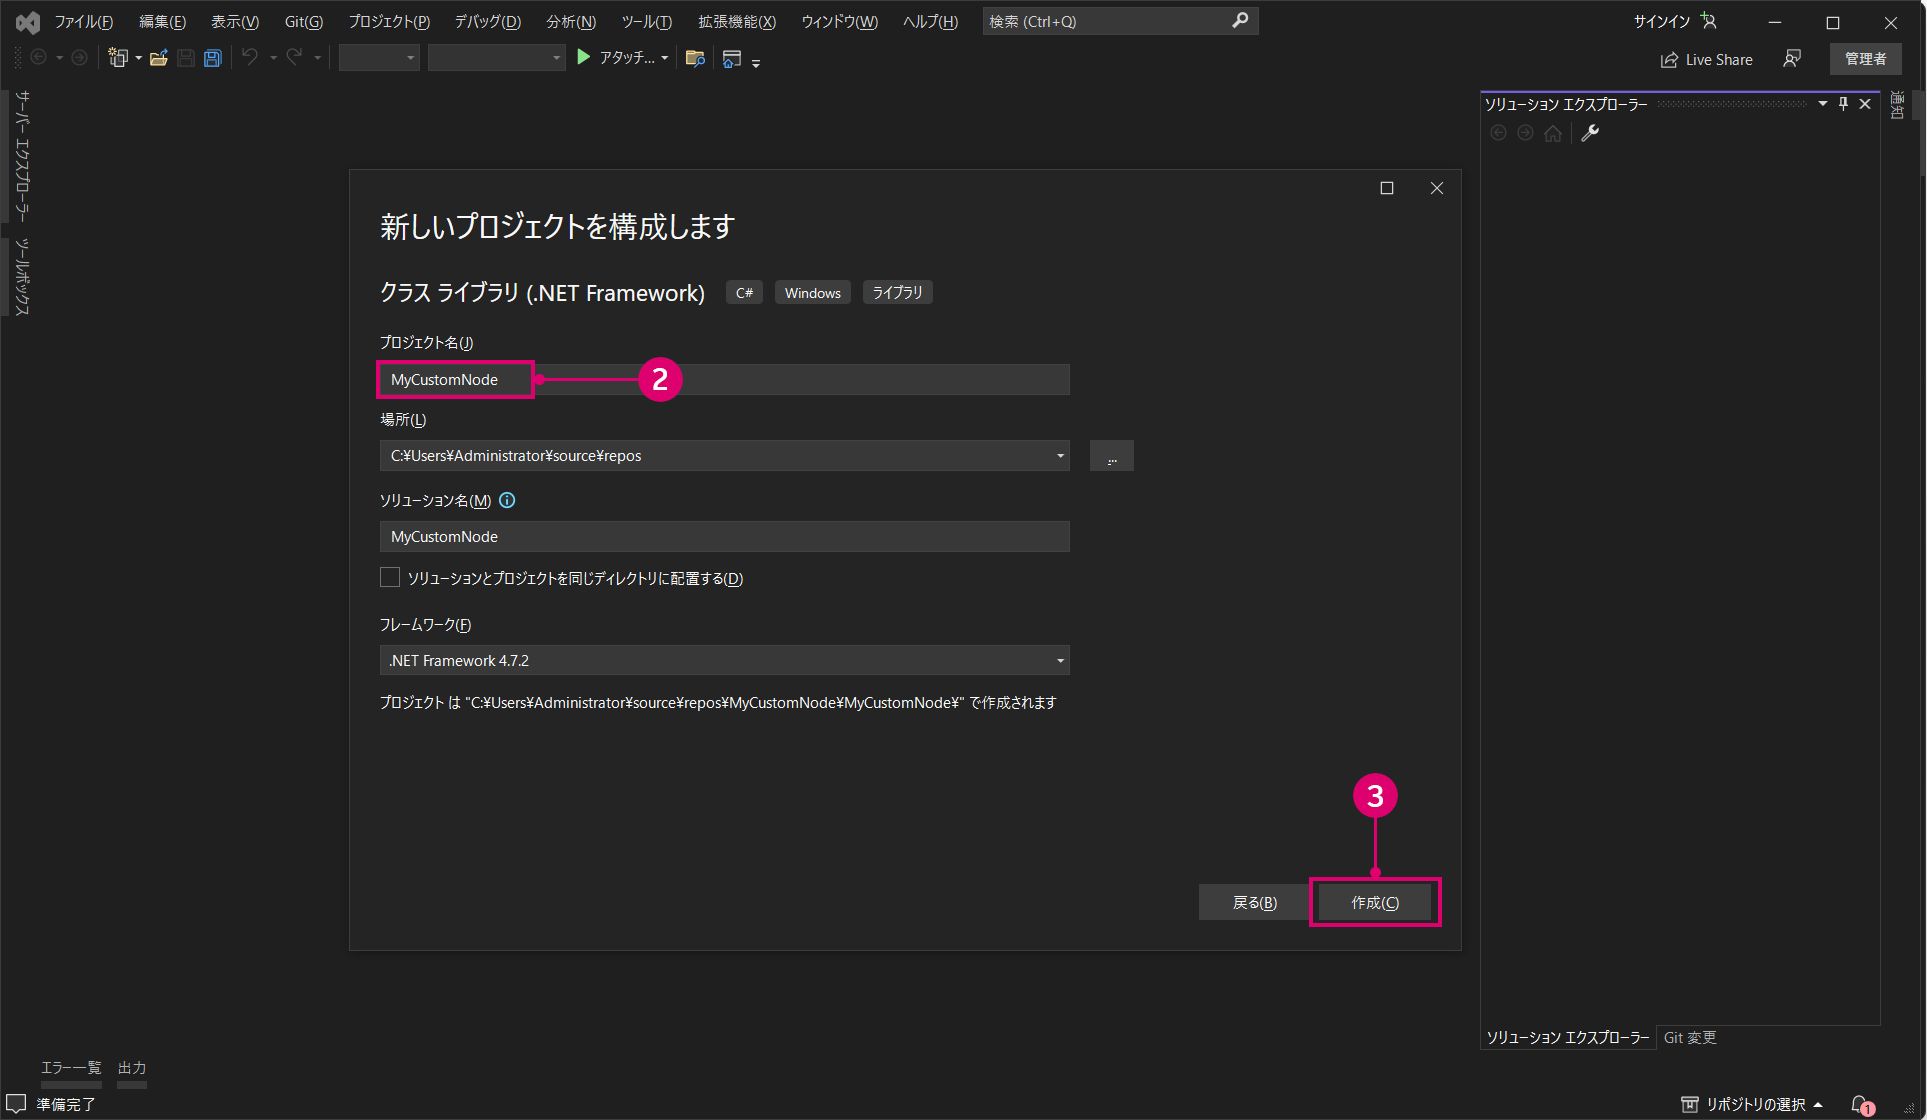 ファイル(F) 編集(E) 表示(V) Git(G) プロジェクト(P) デバッグ(D) 分析(N) ツール(T) 拡張機能(X) ウィンドウ(W) ヘルプ(H) 検索 (Ctrl+Q) サインイン
アタッチ... Live Share 管理者
サーバー エクスプローラー
ツールボックス
ソリューション エクスプローラー
通知
新しいプロジェクトを構成します
クラス ライブラリ (.NET Framework) C# Windows ライブラリ
プロジェクト名(J)
MyCustomNode
2
場所(L)
C:¥Users¥Administrator¥source¥repos
...
ソリューション名(M)
MyCustomNode
ソリューションとプロジェクトを同じディレクトリに配置する(D)
フレームワーク(F)
.NET Framework 4.7.2
プロジェクト は "C:¥Users¥Administrator¥source¥repos¥MyCustomNode¥MyCustomNode¥" で作成されます
3
戻る(B) 作成(C)
ソリューション エクスプローラー Git 変更
エラー一覧 出力
準備完了 リポジトリの選択 1